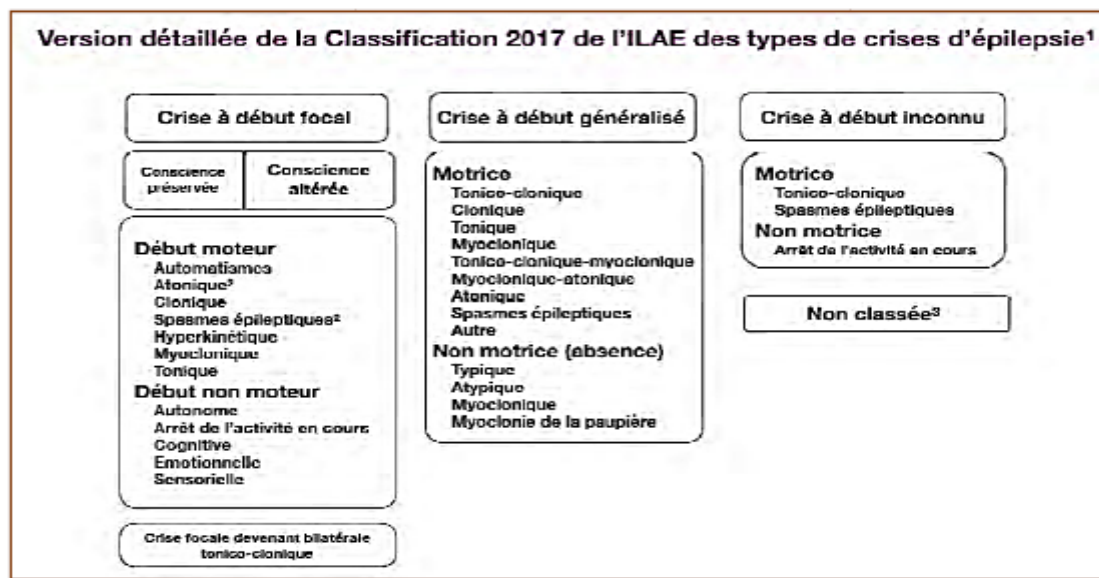 Version détaillée de la Classification 2017 de l'ILAE des types de crises d'épilepsie¹
Crise à début focal
Conscience
préservée
Conscience
altérée
Début moteur
Automatismes
Atonique³
Clonique
Spasmes épileptiques²
Hyperkinétique
Myoclonique
Tonique
Début non moteur
Autonome
Arrêt de l'activité en cours
Cognitive
Emotionnelle
Sensorielle
Crise focale devenant bilatérale
tonico-clonique
Crise à début généralisé
Motrice
Tonico-clonique
Clonique
Tonique
Myoclonique
Tonico-clonique-myoclonique
Myoclonique-atonique
Atonique
Spasmes épileptiques
Autre
Non motrice (absence)
Typique
Atypique
Myoclonique
Myoclonie de la paupière
Crise à début inconnu
Motrice
Tonico-clonique
Spasmes épileptiques
Non motrice
Arrêt de l'activité en cours
Non classée³